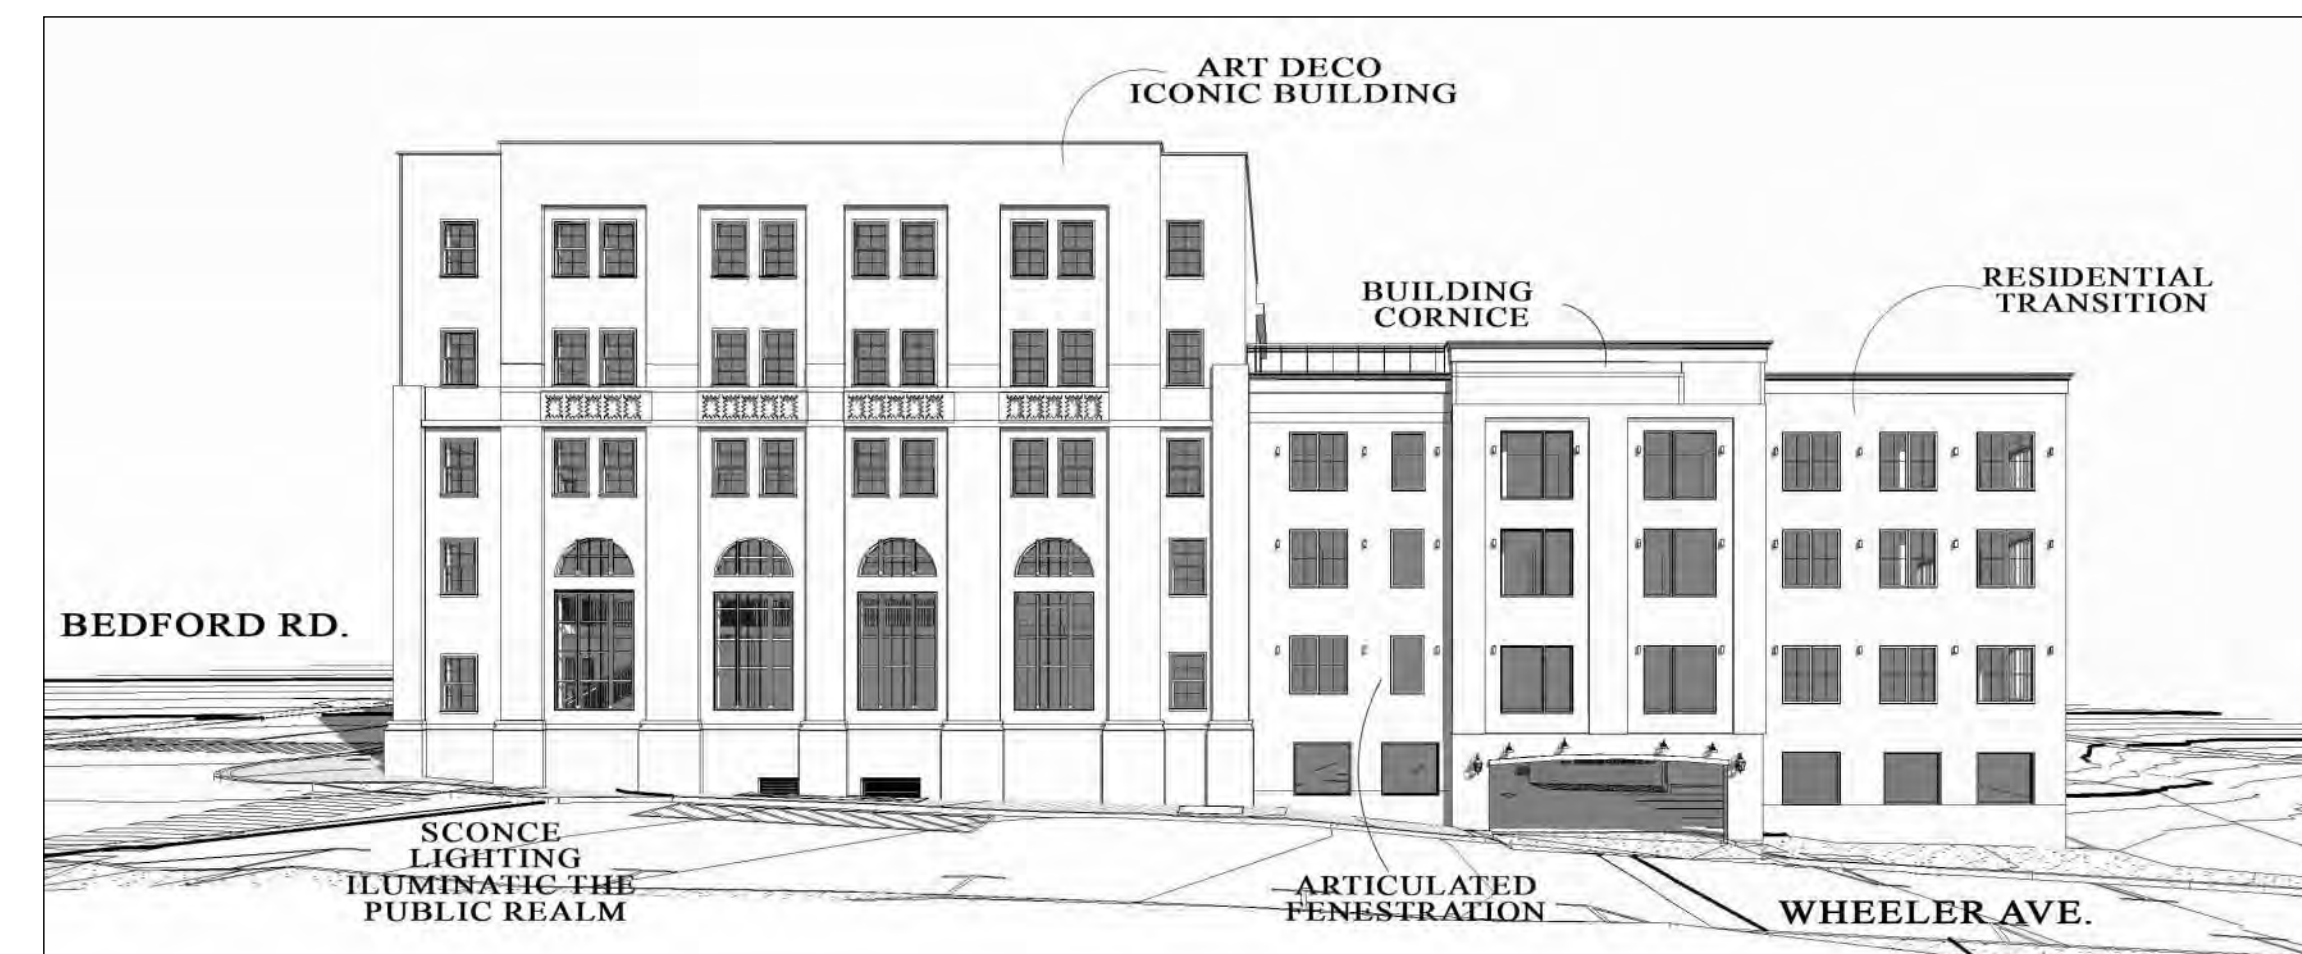 ART DECO
ICONIC BUILDING
BUILDING
CORNICE
RESIDENTIAL
TRANSITION
BEDFORD RD.
SCONCE
LIGHTING
ILUMINATIC THE
PUBLIC REALM
ARTICULATED
FENESTRATION
WHEELER AVE.